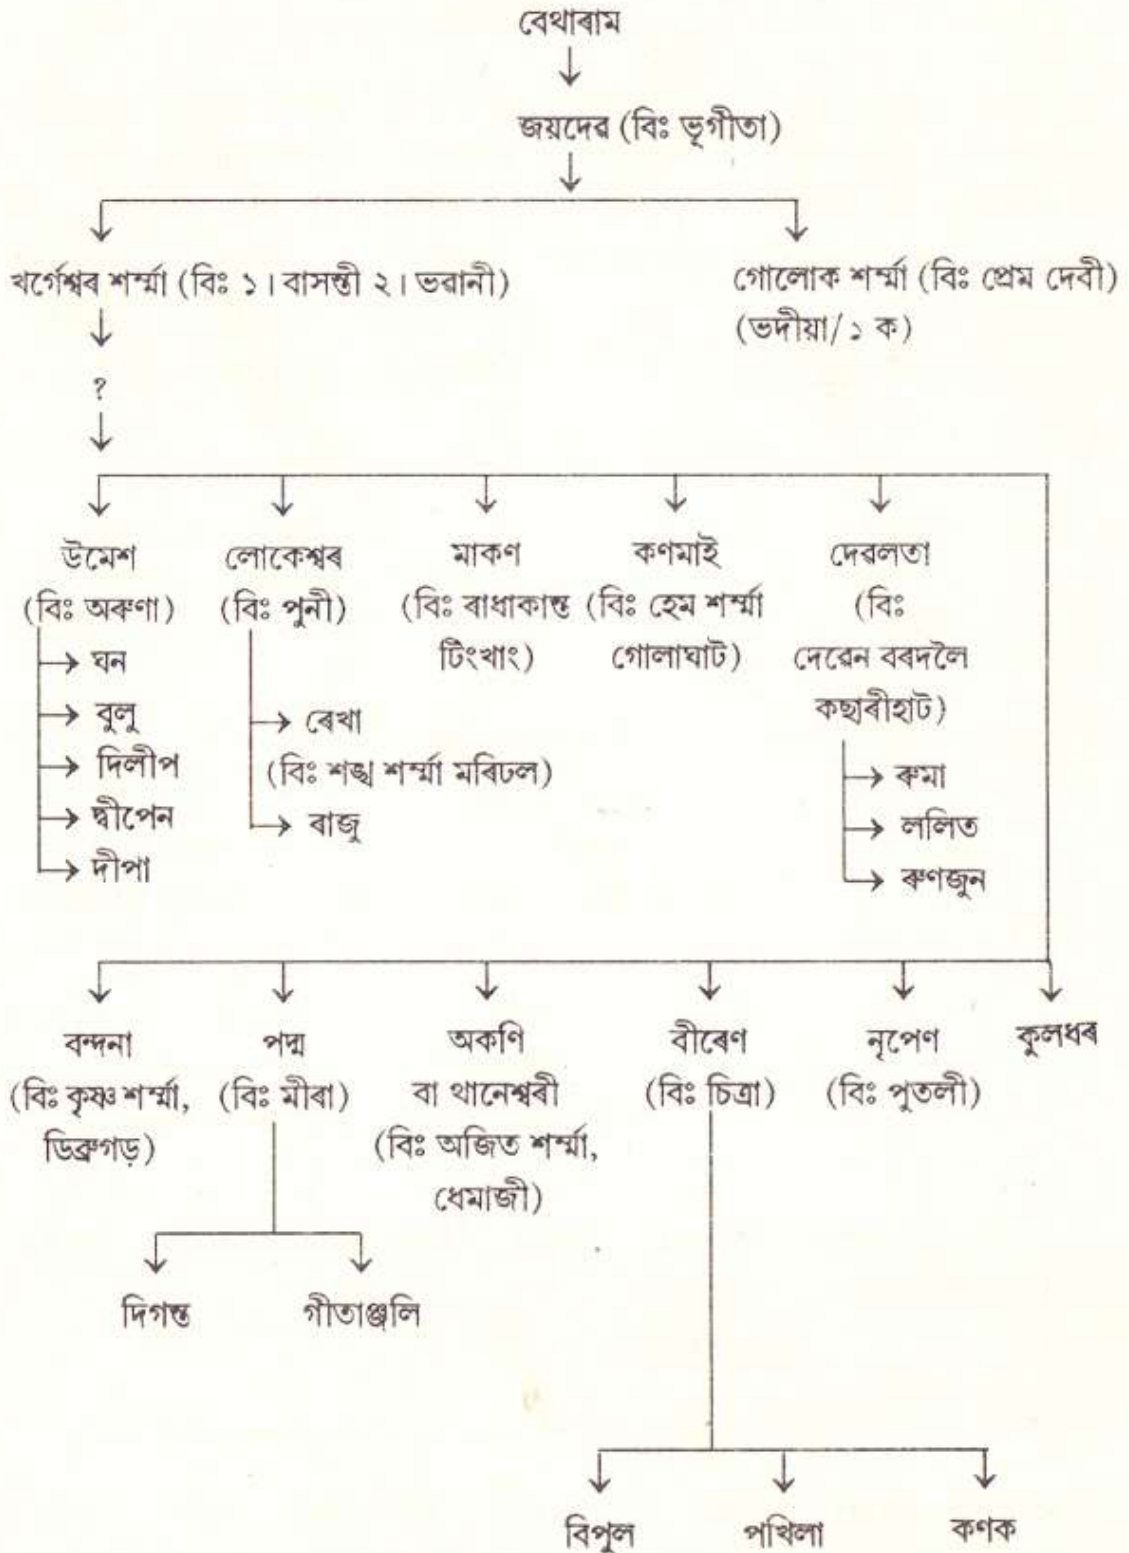 বেথাৰাম
জয়দেৱ (বিঃ ভৃগীতা)
খৰ্গেশ্বৰ শৰ্ম্মা (বিঃ ১। বাসন্তী ২। ভৱানী)
গোলোক শৰ্ম্মা (বিঃ প্ৰেম দেবী)
(ভদীয়া/১ ক)
?
উমেশ
(বিঃ অৰুণা)
ঘন
বুলু
দিলীপ
দ্বীপেন
দীপা
লোকেশ্বৰ
(বিঃ পুনী)
ৰেখা
(বিঃ শঙ্খ শৰ্ম্মা মৰিঢল)
ৰাজু
মাকণ
(বিঃ ৰাধাকান্ত
টিংখাং)
কণমাই
(বিঃ হেম শৰ্ম্মা
গোলাঘাট)
দেৱলতা
(বিঃ
দেৱেন বৰদলৈ
কছাৰীহাট)
ৰুমা
ললিত
ৰুণজুন
বন্দনা
(বিঃ কৃষ্ণ শৰ্ম্মা,
ডিব্ৰুগড়)
পদ্ম
(বিঃ মীৰা)
দিগন্ত
গীতাঞ্জলি
অকণি
বা থানেশ্বৰী
(বিঃ অজিত শৰ্ম্মা,
ধেমাজী)
বীৰেণ
(বিঃ চিত্ৰা)
বিপুল
পখিলা
কণক
নৃপেণ
(বিঃ পুতলী)
কুলধৰ